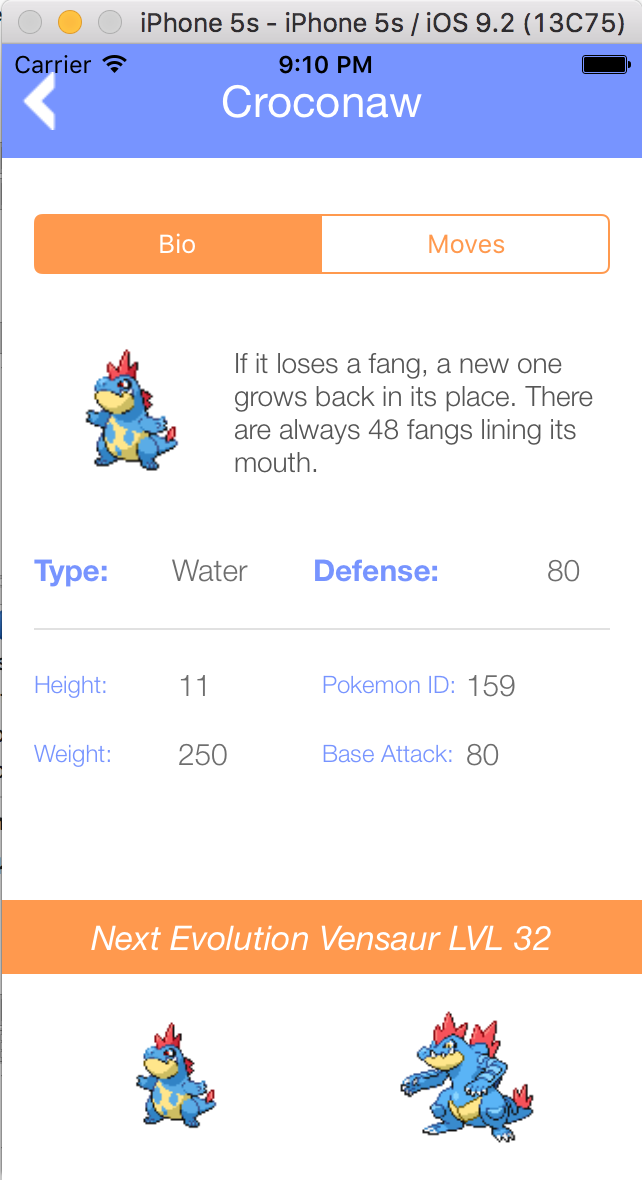 iPhone 5s - iPhone 5s / iOS 9.2 (13C75)
Carrier 9:10 PM
Croconaw
Bio Moves
If it loses a fang, a new one
grows back in its place. There
are always 48 fangs lining its
mouth.
Type: Water Defense: 80
Height: 11 Pokemon ID: 159
Weight: 250 Base Attack: 80
Next Evolution Vensaur LVL 32